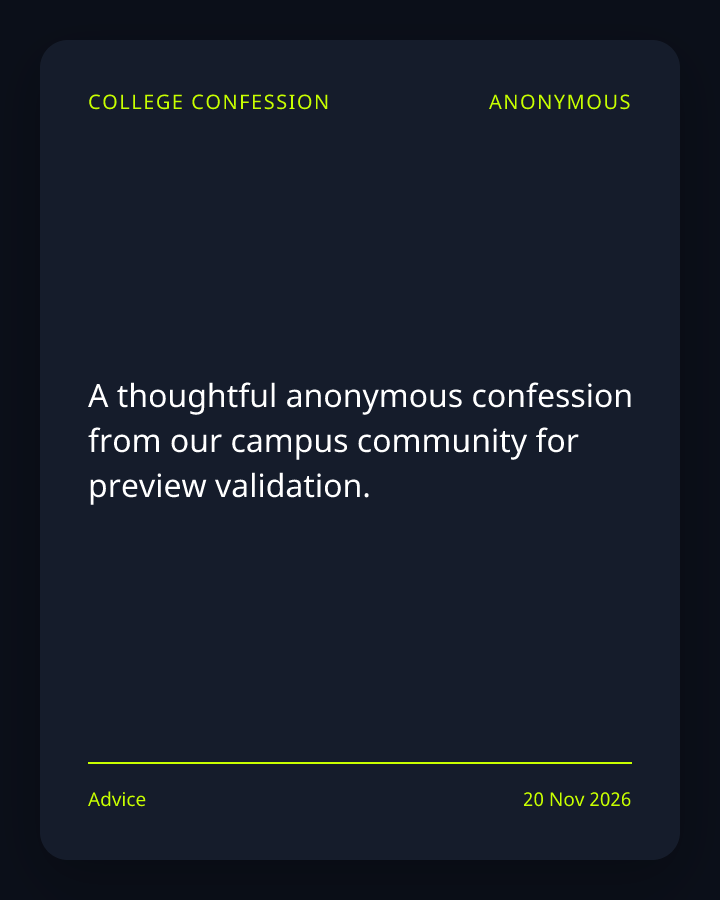 COLLEGE CONFESSION ANONYMOUS
A thoughtful anonymous confession
from our campus community for
preview validation.
Advice 20 Nov 2026